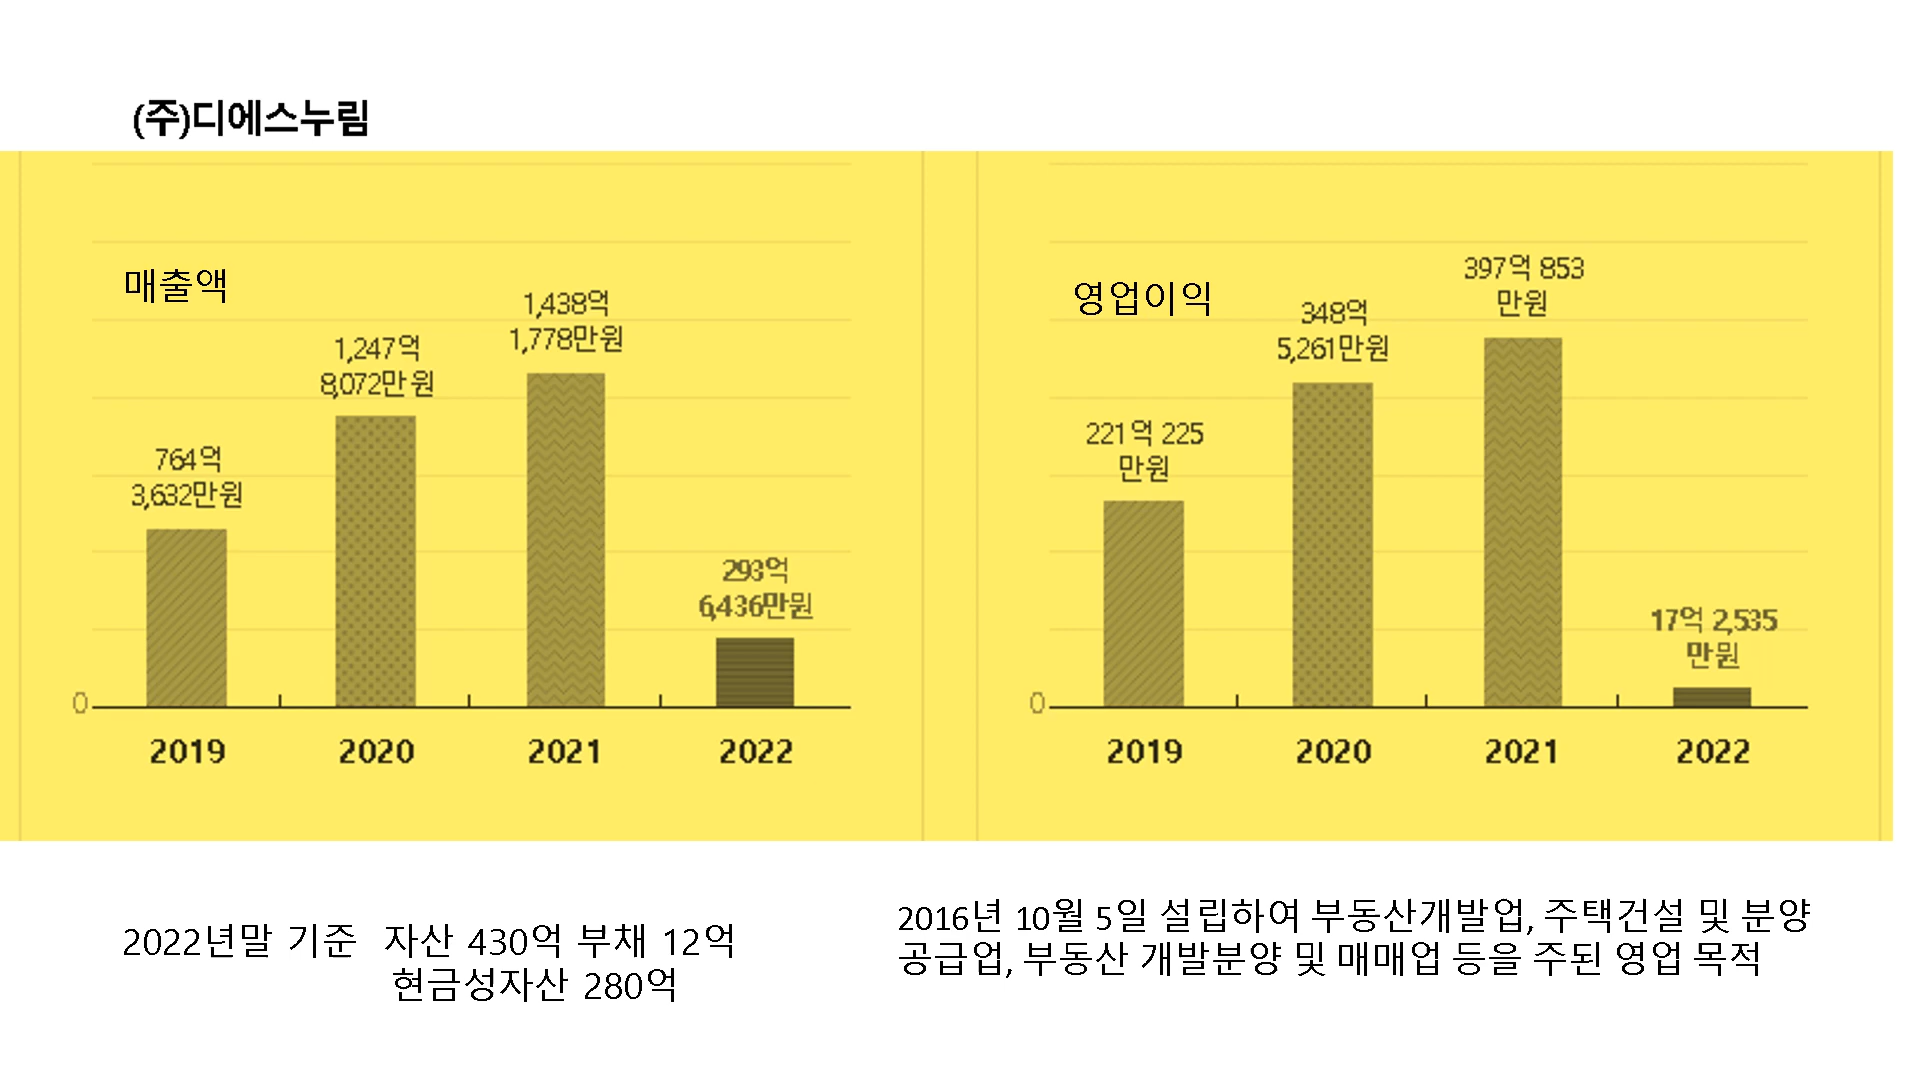 (주)디에스누림
매출액
1,438억
1,778만원
1,247억
8,072만원
764억
3,632만원
293억
6,436만원
0
2019 2020 2021 2022
영업이익
397억 853
만원
348억
5,261만원
221억 225
만원
17억 2,535
만원
0
2019 2020 2021 2022
2022년말 기준 자산 430억 부채 12억
현금성자산 280억
2016년 10월 5일 설립하여 부동산개발업, 주택건설 및 분양
공급업, 부동산 개발분양 및 매매업 등을 주된 영업 목적